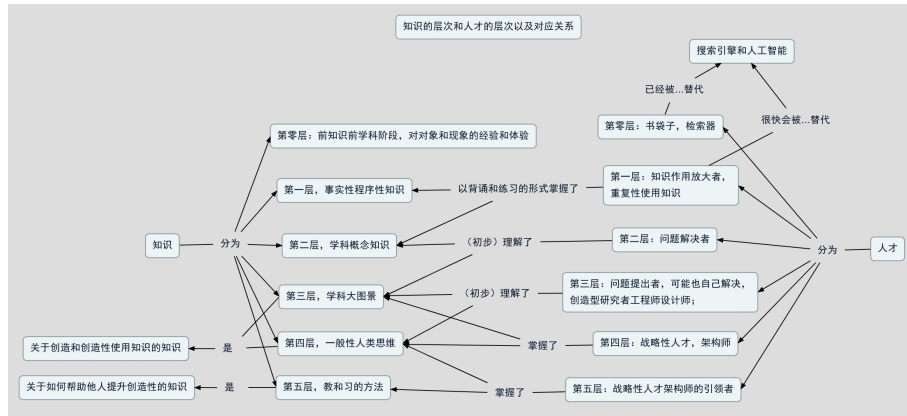 知识的层次和人才的层次以及对应关系
搜索引擎和人工智能
已经被...替代
很快会被...替代
第零层：书袋子，检索器
第零层：前知识前学科阶段，对对象和现象的经验和体验
第一层：知识作用放大者，
重复性使用知识
以背诵和练习的形式掌握了
第一层，事实性程序性知识
知识
分为
第二层，学科概念知识
（初步）理解了
第二层：问题解决者
分为
人才
第三层，学科大图景
（初步）理解了
第三层：问题提出者，可能也自己解决，
创造型研究者工程师设计师；
关于创造和创造性使用知识的知识
是
第四层，一般性人类思维
掌握了
第四层：战略性人才，架构师
关于如何帮助他人提升创造性的知识
是
第五层，教和习的方法
掌握了
第五层：战略性人才架构师的引领者